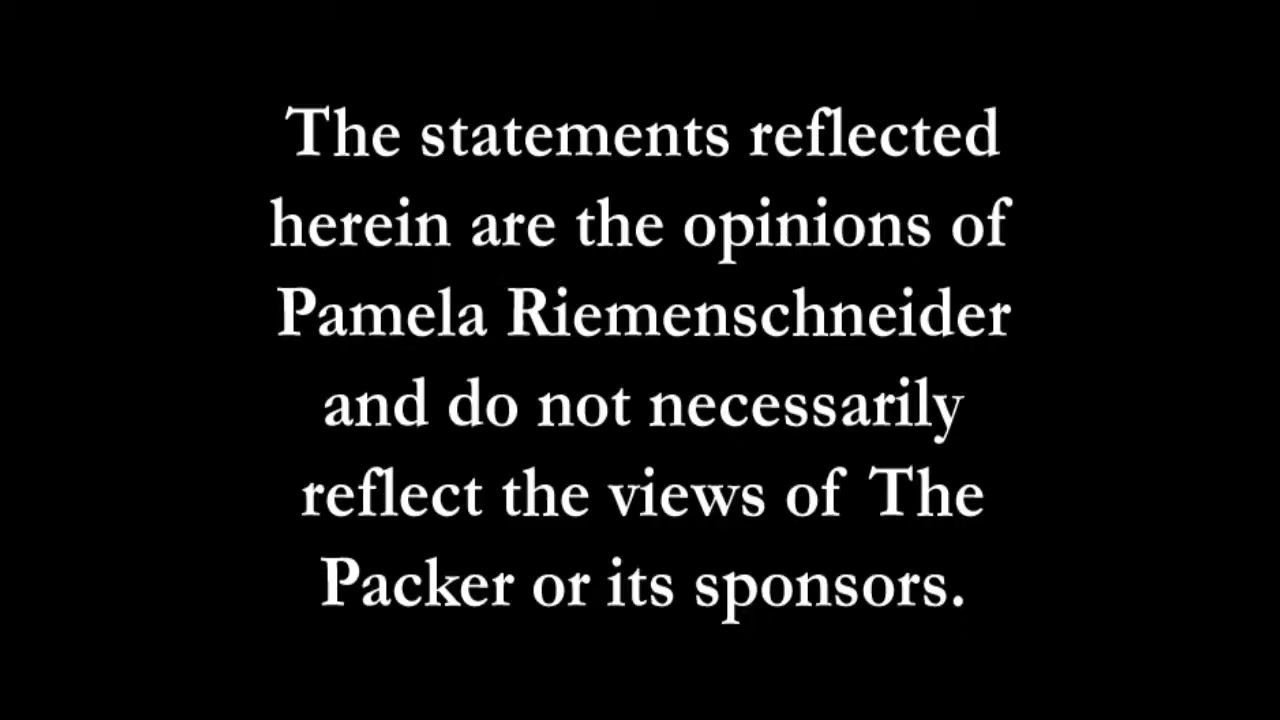 The statements reflected
herein are the opinions of
Pamela Riemenschneider
and do not necessarily
reflect the views of The
Packer or its sponsors.